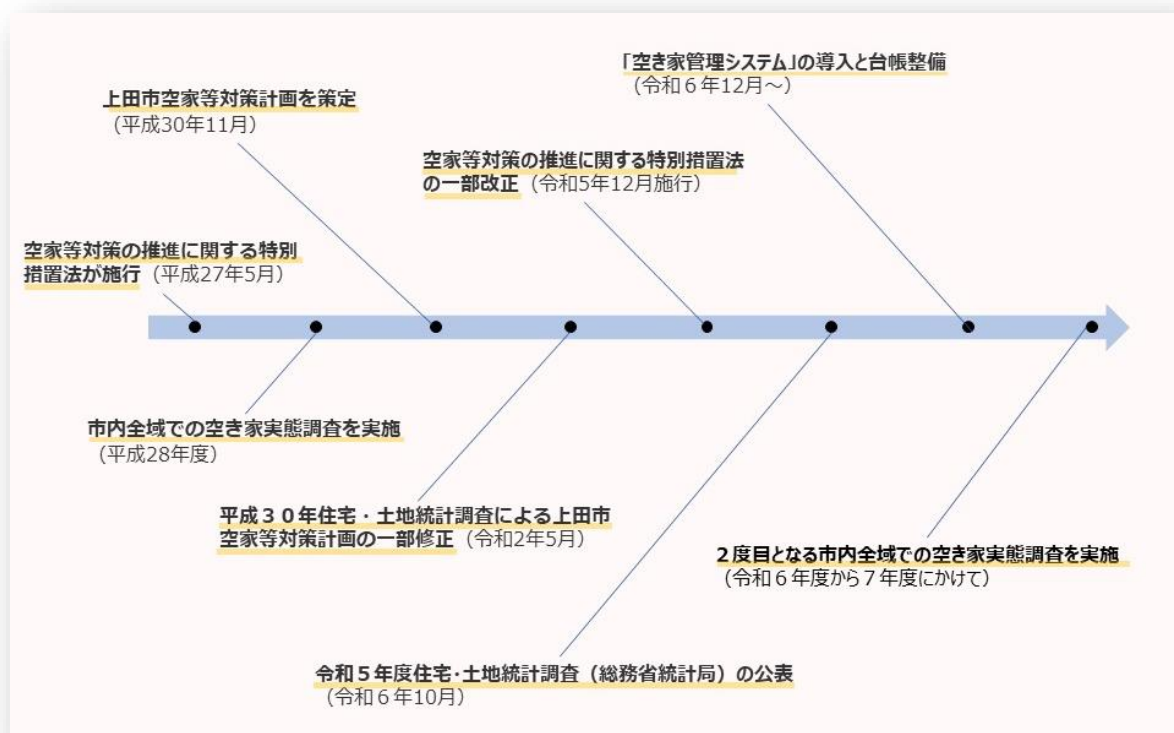 「空き家管理システム」の導入と台帳整備
（令和６年12月～）
上田市空家等対策計画を策定
（平成30年11月）
空家等対策の推進に関する特別措置法
の一部改正（令和5年12月施行）
空家等対策の推進に関する特別
措置法が施行（平成27年5月）
市内全域での空き家実態調査を実施
（平成28年度）
平成３０年住宅・土地統計調査による上田市
空家等対策計画の一部修正（令和2年5月）
２度目となる市内全域での空き家実態調査を実施
（令和６年度から７年度にかけて）
令和５年度住宅・土地統計調査（総務省統計局）の公表
（令和６年10月）